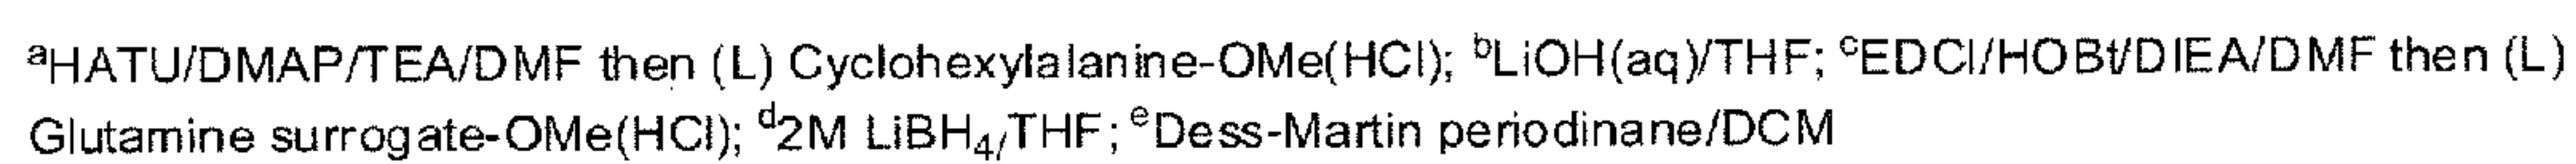 ᵃHATU/DMAP/TEA/DMF then (L) Cyclohexylalanine-OMe(HCl); ᵇLiOH(aq)/THF; ᶜEDCI/HOBt/DIEA/DMF then (L)
Glutamine surrogate-OMe(HCl); ᵈ2M LiBH₄/THF; ᵉDess-Martin periodinane/DCM